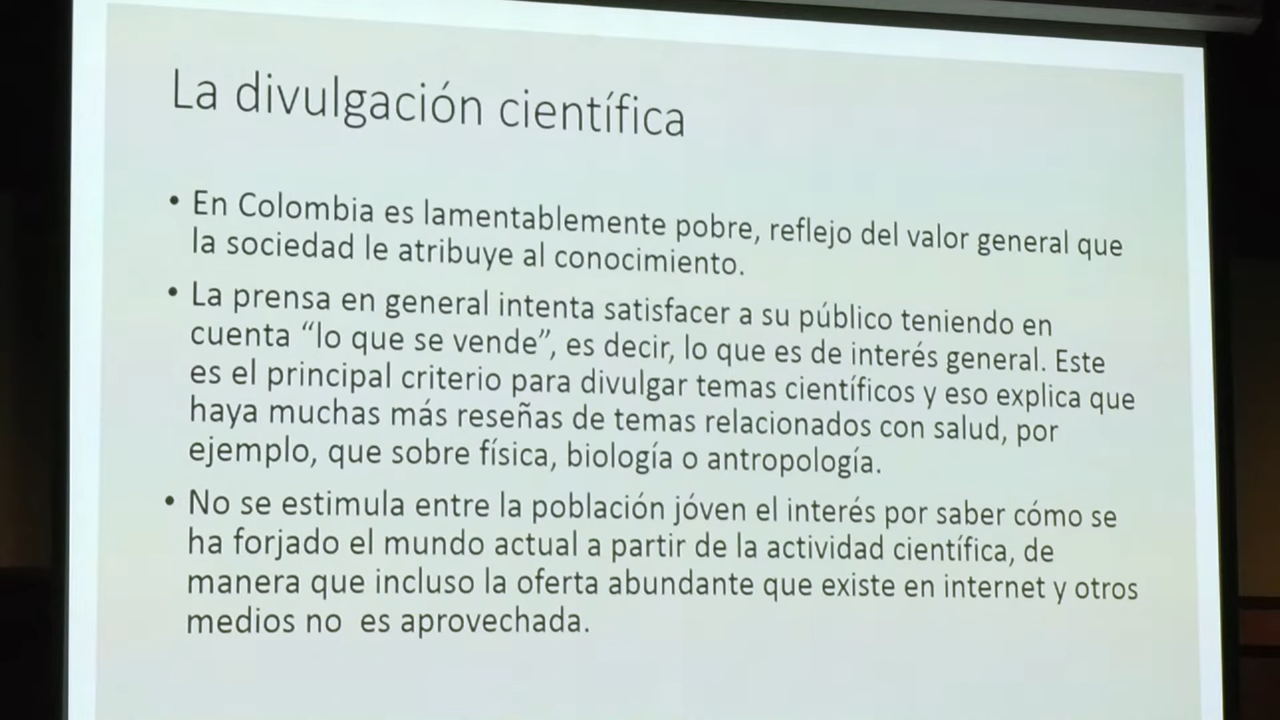 La divulgación científica
• En Colombia es lamentablemente pobre, reflejo del valor general que
la sociedad le atribuye al conocimiento.
• La prensa en general intenta satisfacer a su público teniendo en
cuenta “lo que se vende”, es decir, lo que es de interés general. Este
es el principal criterio para divulgar temas científicos y eso explica que
haya muchas más reseñas de temas relacionados con salud, por
ejemplo, que sobre física, biología o antropología.
• No se estimula entre la población jóven el interés por saber cómo se
ha forjado el mundo actual a partir de la actividad científica, de
manera que incluso la oferta abundante que existe en internet y otros
medios no  es aprovechada.